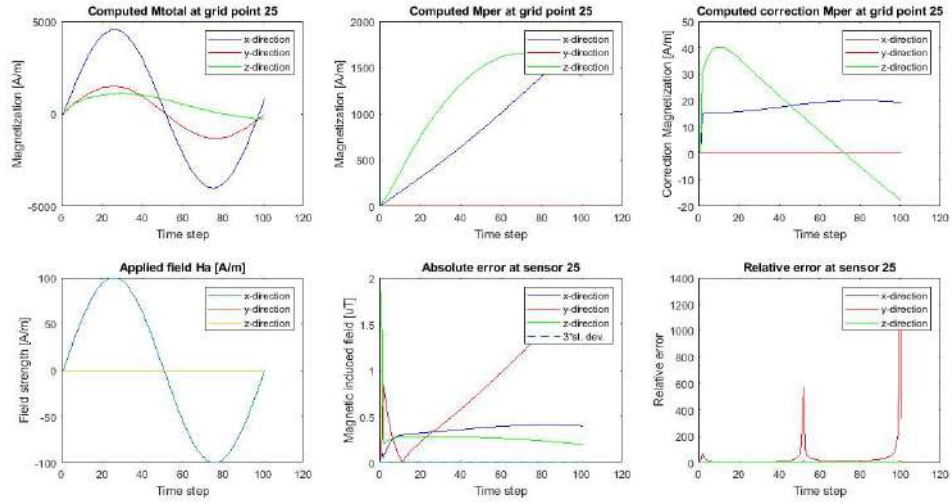 Computed Mtotal at grid point 25
5000
0
-5000
Magnetization [A/m]
x-direction
y-direction
z-direction
0 20 40 60 80 100 120
Time step
Computed Mper at grid point 25
2000
1500
1000
500
0
Magnetization [A/m]
x-direction
y-direction
z-direction
0 20 40 60 80 100 120
Time step
Computed correction Mper at grid point 25
50
40
30
20
10
0
-10
-20
Correction Magnetization [A/m]
x-direction
y-direction
z-direction
0 20 40 60 80 100 120
Time step
Applied field Ha [A/m]
100
50
0
-50
-100
Field strength [A/m]
x-direction
y-direction
z-direction
0 20 40 60 80 100 120
Time step
Absolute error at sensor 25
2
1.5
1
0.5
0
Magnetic induced field [uT]
x-direction
y-direction
z-direction
3*st. dev.
0 20 40 60 80 100 120
Time step
Relative error at sensor 25
1400
1200
1000
800
600
400
200
0
Relative error
x-direction
y-direction
z-direction
0 20 40 60 80 100 120
Time step